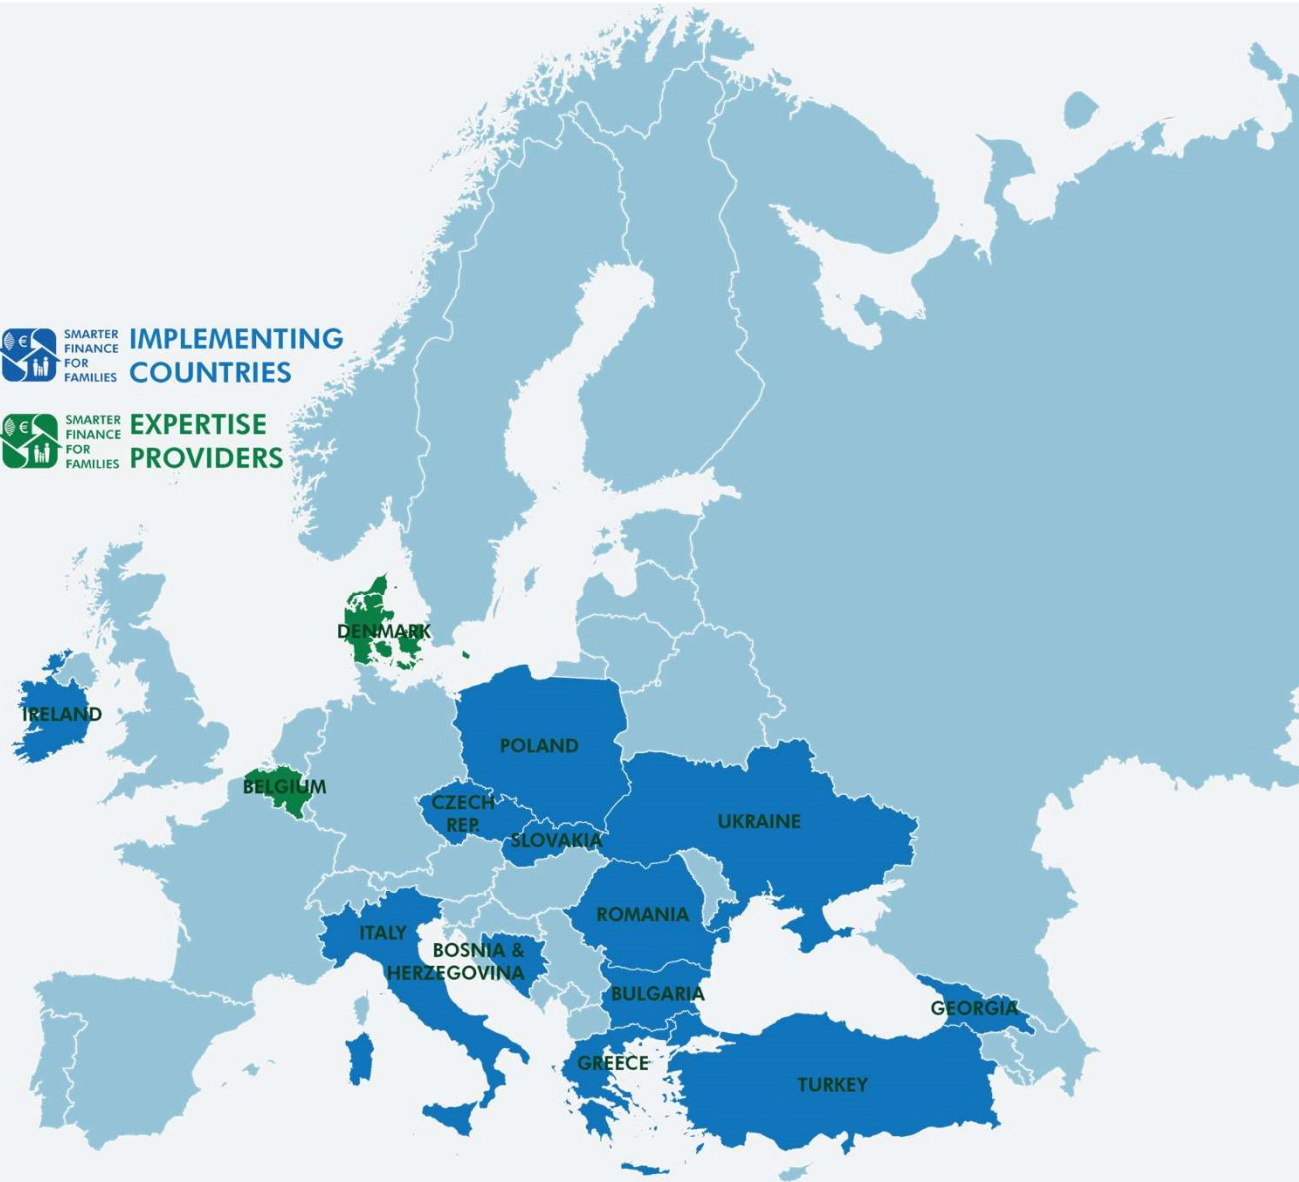 SMARTER
FINANCE
FOR
FAMILIES
IMPLEMENTING
COUNTRIES
€
SMARTER
FINANCE
FOR
FAMILIES
EXPERTISE
PROVIDERS
€
DENMARK
IRELAND
POLAND
BELGIUM
CZECH
REP.
UKRAINE
SLOVAKIA
ROMANIA
ITALY
BOSNIA &
HERZEGOVINA
BULGARIA
GEORGIA
GREECE
TURKEY